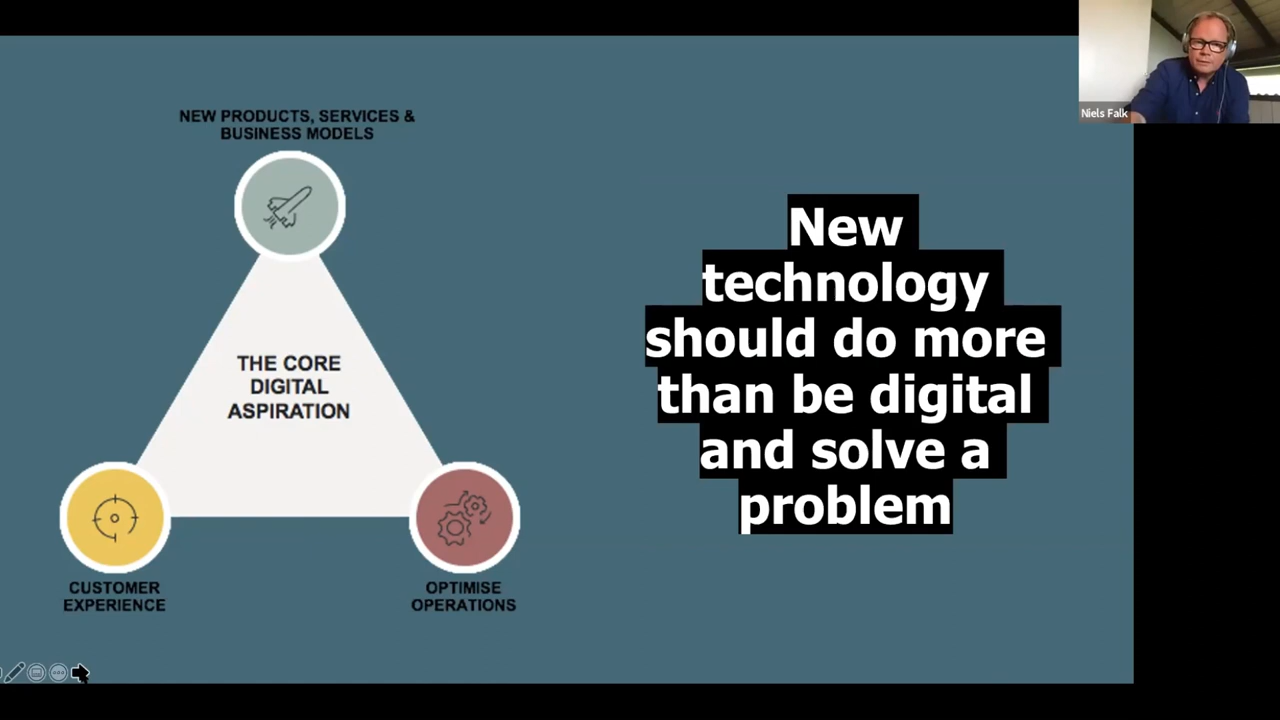 NEW PRODUCTS, SERVICES &
BUSINESS MODELS
THE CORE
DIGITAL
ASPIRATION
CUSTOMER
EXPERIENCE
OPTIMISE
OPERATIONS
New
technology
should do more
than be digital
and solve a
problem
Niels Falk